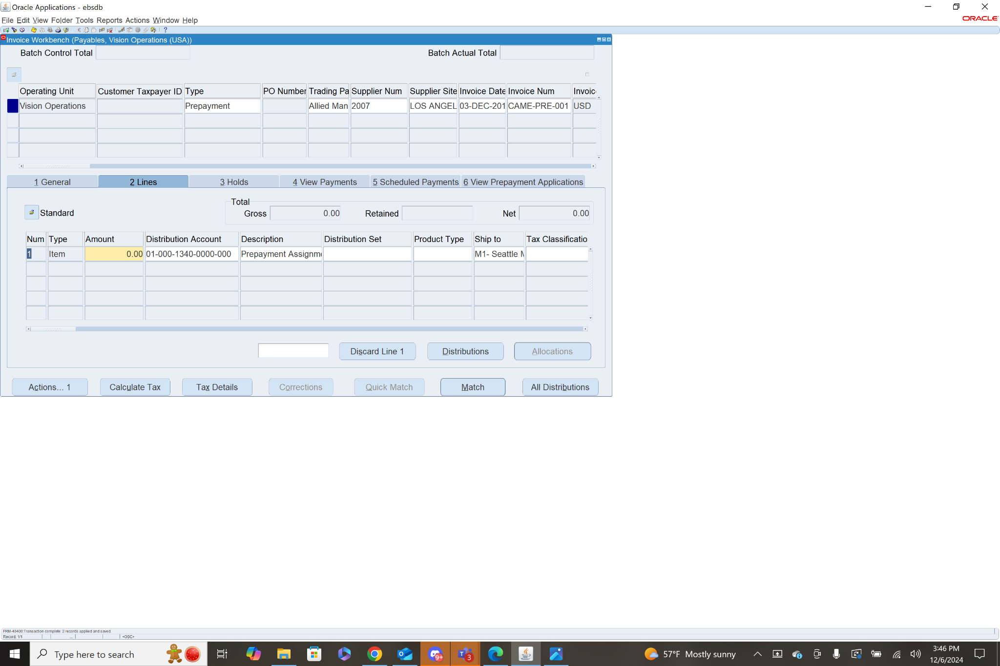 Oracle Applications - ebsdb
File Edit View Folder Tools Reports Actions Window Help
ORACLE
Invoice Workbench (Payables, Vision Operations (USA))
Batch Control Total
Batch Actual Total
Operating Unit Customer Taxpayer ID Type PO Number Trading Pa Supplier Num Supplier Site Invoice Date Invoice Num Invoic
Vision Operations Prepayment Allied Man 2007 LOS ANGEL 03-DEC-201 CAME-PRE-001 USD
1 General 2 Lines 3 Holds 4 View Payments 5 Scheduled Payments 6 View Prepayment Applications
Total
Standard Gross 0.00 Retained Net 0.00
Num Type Amount Distribution Account Description Distribution Set Product Type Ship to Tax Classificatio
1 Item 0.00 01-000-1340-0000-000 Prepayment Assignm M1- Seattle M
Discard Line 1 Distributions Allocations
Actions... 1 Calculate Tax Tax Details Corrections Quick Match Match All Distributions
FRM-40400:Transaction complete: 2 records applied and saved.
Record: 1/1 ... <OSC>
Type here to search 9+ 3 57°F Mostly sunny 3:46 PM
12/6/2024